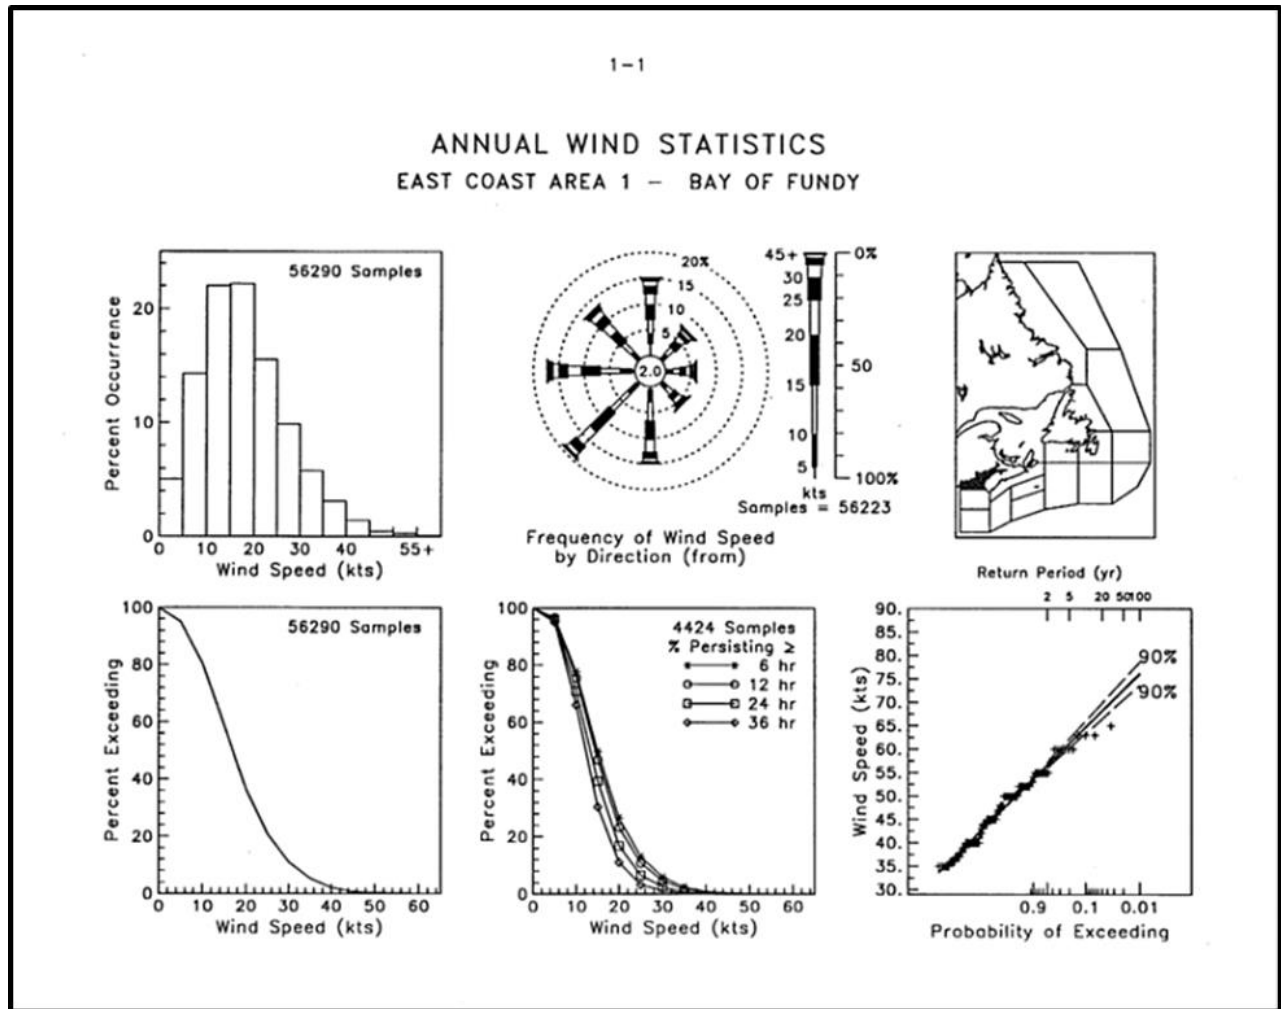 1-1
ANNUAL WIND STATISTICS
EAST COAST AREA 1 – BAY OF FUNDY
56290 Samples
Percent Occurrence
20
10
0
0 10 20 30 40 55+
Wind Speed (kts)
20%
15
10
5
2.0
Frequency of Wind Speed
by Direction (from)
45+
30
25
20
15
10
5
kts
0%
50
100%
Samples = 56223
56290 Samples
Percent Exceeding
100
80
60
40
20
0
0 10 20 30 40 50 60
Wind Speed (kts)
4424 Samples
% Persisting ≥
6 hr
12 hr
24 hr
36 hr
Percent Exceeding
100
80
60
40
20
0
0 10 20 30 40 50 60
Wind Speed (kts)
Return Period (yr)
2 5 20 50 100
Wind Speed (kts)
90.
85.
80.
75.
70.
65.
60.
55.
50.
45.
40.
35.
30.
90%
90%
0.9 0.1 0.01
Probability of Exceeding